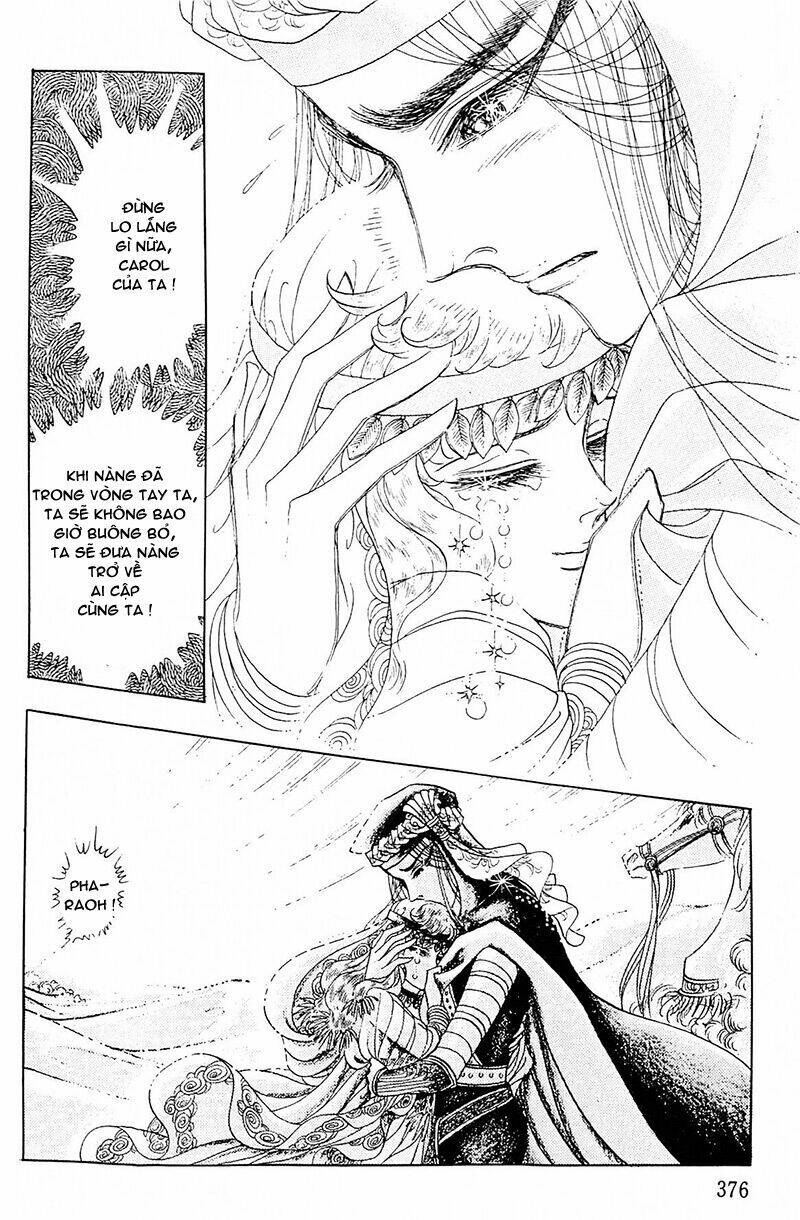 ĐỪNG
LO LẮNG
GÌ NỮA,
CAROL
CỦA TA !
KHI NÀNG ĐÃ
TRONG VÒNG TAY TA,
TA SẼ KHÔNG BAO
GIỜ BUÔNG BỎ,
TA SẼ ĐƯA NÀNG
TRỞ VỀ
AI CẬP
CÙNG TA !
PHA-
RAOH !
376